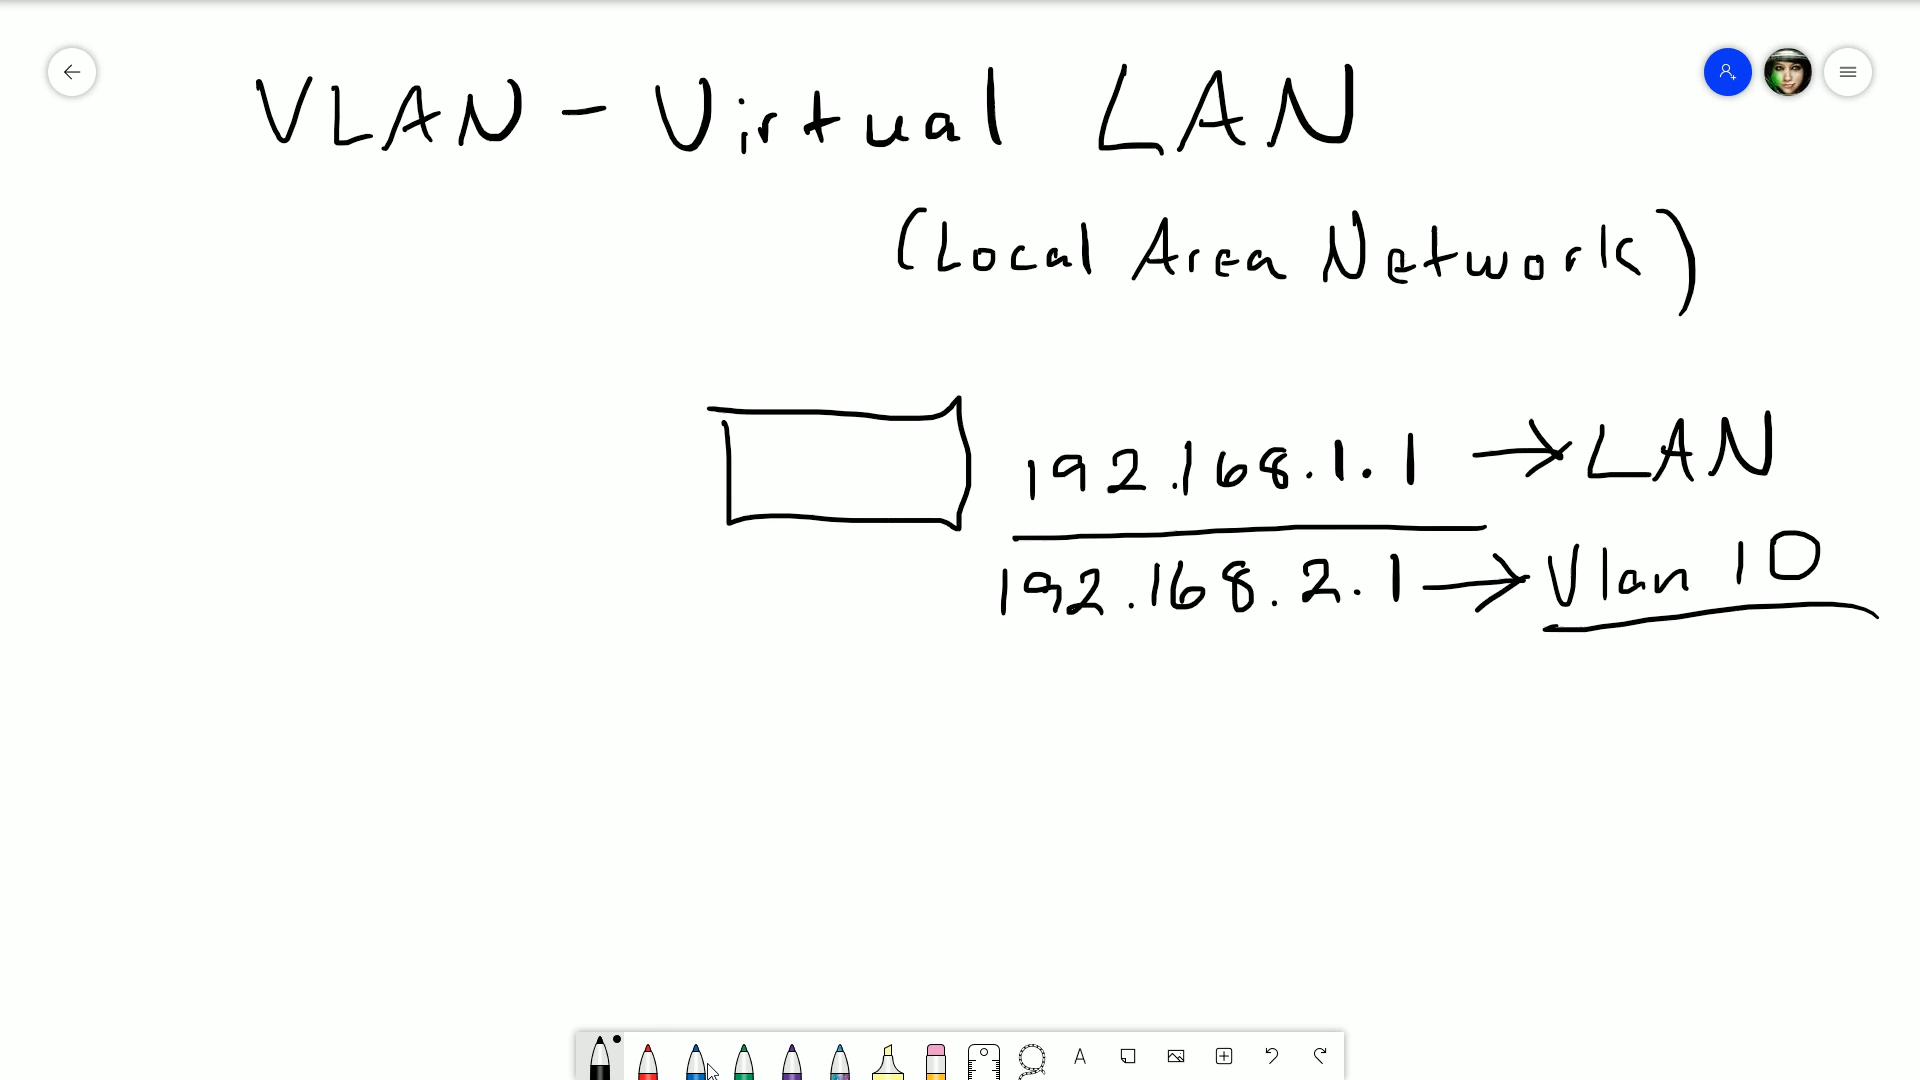 VLAN - Virtual LAN
(Local Area Network)
192.168.1.1 → LAN
192.168.2.1 → Vlan 10
A